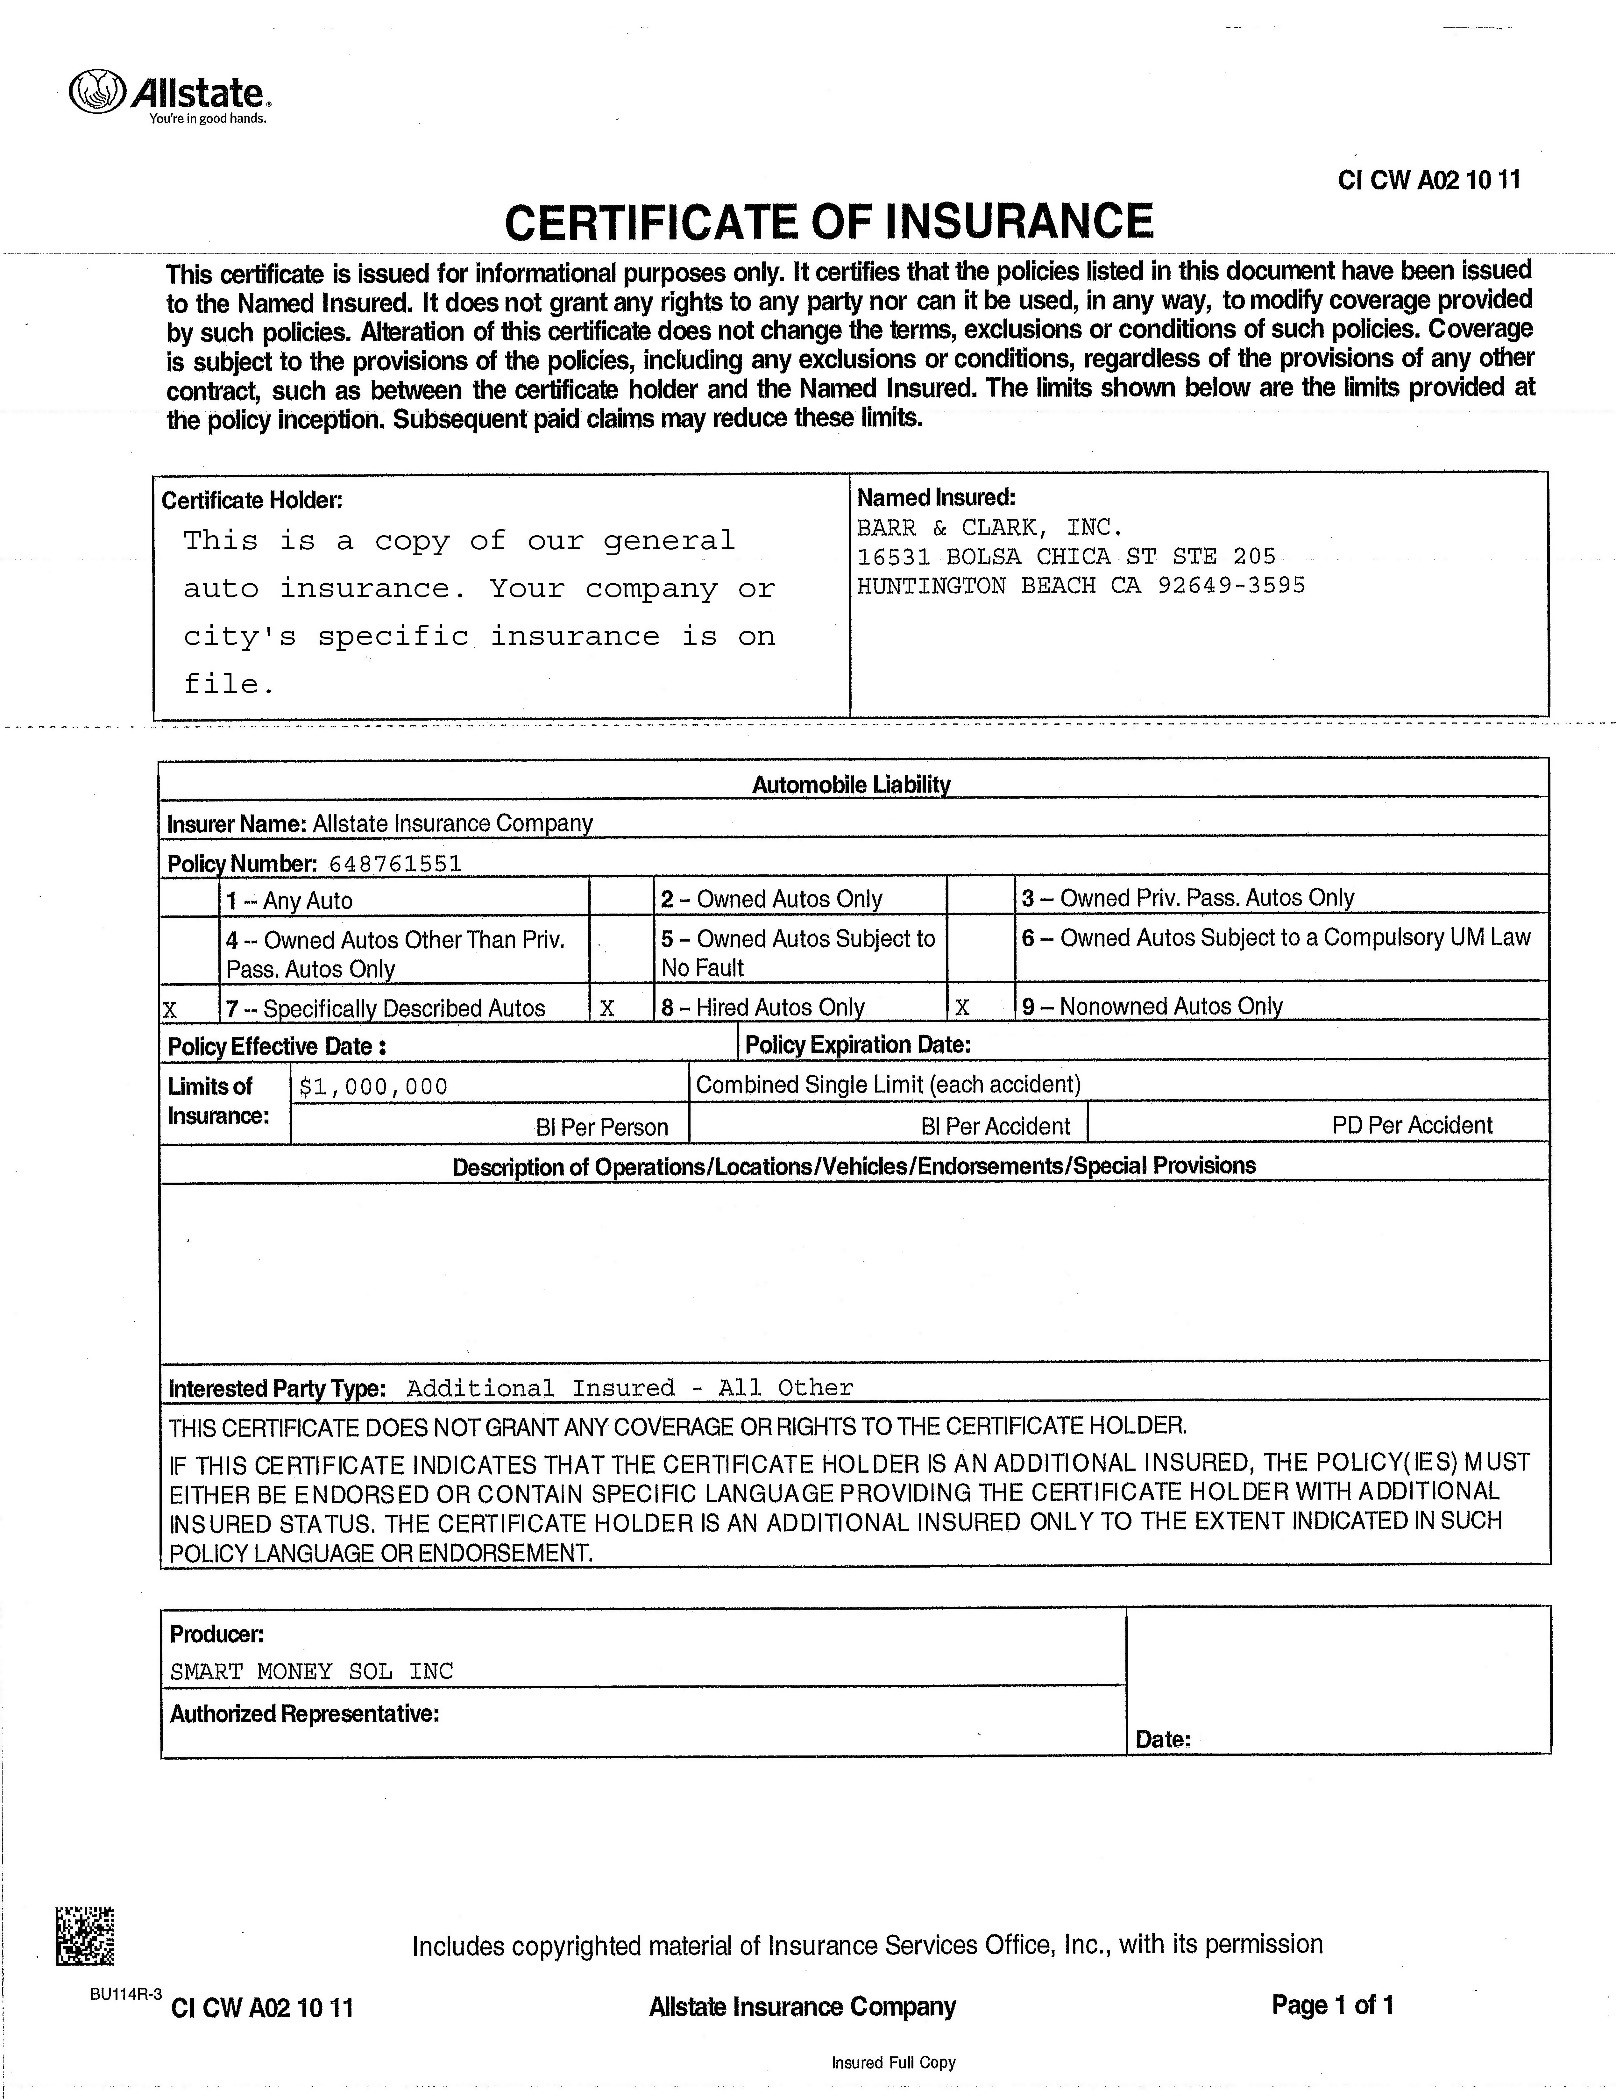 Allstate®
You're in good hands.
CI CW A02 10 11
CERTIFICATE OF INSURANCE
This certificate is issued for informational purposes only. It certifies that the policies listed in this document have been issued
to the Named Insured. It does not grant any rights to any party nor can it be used, in any way, to modify coverage provided
by such policies. Alteration of this certificate does not change the terms, exclusions or conditions of such policies. Coverage
is subject to the provisions of the policies, including any exclusions or conditions, regardless of the provisions of any other
contract, such as between the certificate holder and the Named Insured. The limits shown below are the limits provided at
the policy inception. Subsequent paid claims may reduce these limits.
Certificate Holder:
This is a copy of our general
auto insurance. Your company or
city's specific insurance is on
file.
Named Insured:
BARR & CLARK, INC.
16531 BOLSA CHICA ST STE 205
HUNTINGTON BEACH CA 92649-3595
Automobile Liability
Insurer Name: Allstate Insurance Company
Policy Number: 648761551
1 -- Any Auto 2 – Owned Autos Only 3 – Owned Priv. Pass. Autos Only
4 -- Owned Autos Other Than Priv. Pass. Autos Only 5 – Owned Autos Subject to No Fault 6 – Owned Autos Subject to a Compulsory UM Law
X 7 -- Specifically Described Autos X 8 – Hired Autos Only X 9 – Nonowned Autos Only
Policy Effective Date : Policy Expiration Date:
Limits of Insurance: $1,000,000 Combined Single Limit (each accident)
BI Per Person BI Per Accident PD Per Accident
Description of Operations/Locations/Vehicles/Endorsements/Special Provisions
Interested Party Type: Additional Insured - All Other
THIS CERTIFICATE DOES NOT GRANT ANY COVERAGE OR RIGHTS TO THE CERTIFICATE HOLDER.
IF THIS CERTIFICATE INDICATES THAT THE CERTIFICATE HOLDER IS AN ADDITIONAL INSURED, THE POLICY(IES) MUST
EITHER BE ENDORSED OR CONTAIN SPECIFIC LANGUAGE PROVIDING THE CERTIFICATE HOLDER WITH ADDITIONAL
INSURED STATUS. THE CERTIFICATE HOLDER IS AN ADDITIONAL INSURED ONLY TO THE EXTENT INDICATED IN SUCH
POLICY LANGUAGE OR ENDORSEMENT.
Producer:
SMART MONEY SOL INC
Authorized Representative:
Date:
Includes copyrighted material of Insurance Services Office, Inc., with its permission
BU114R-3 CI CW A02 10 11 Allstate Insurance Company Page 1 of 1
Insured Full Copy